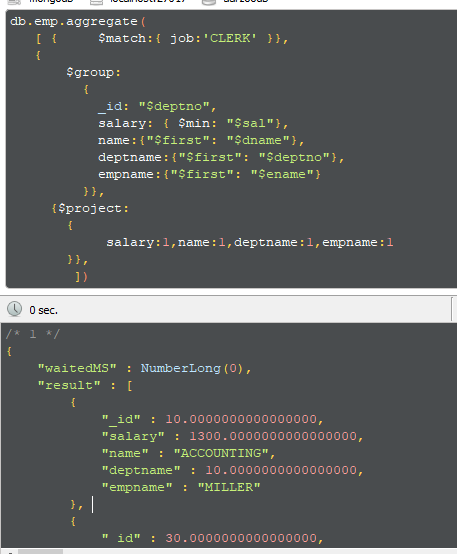 db.emp.aggregate(
[ { $match:{ job:'CLERK' }},
{
$group:
{
_id: "$deptno",
salary: { $min: "$sal"},
name:{"$first": "$dname"},
deptname:{"$first": "$deptno"},
empname:{"$first": "$ename"}
}},
{$project:
{
salary:1,name:1,deptname:1,empname:1
}},
])
0 sec.
/* 1 */
{
"waitedMS" : NumberLong(0),
"result" : [
{
"_id" : 10.0000000000000000,
"salary" : 1300.0000000000000000,
"name" : "ACCOUNTING",
"deptname" : 10.0000000000000000,
"empname" : "MILLER"
},
{
"_id" : 30.0000000000000000,